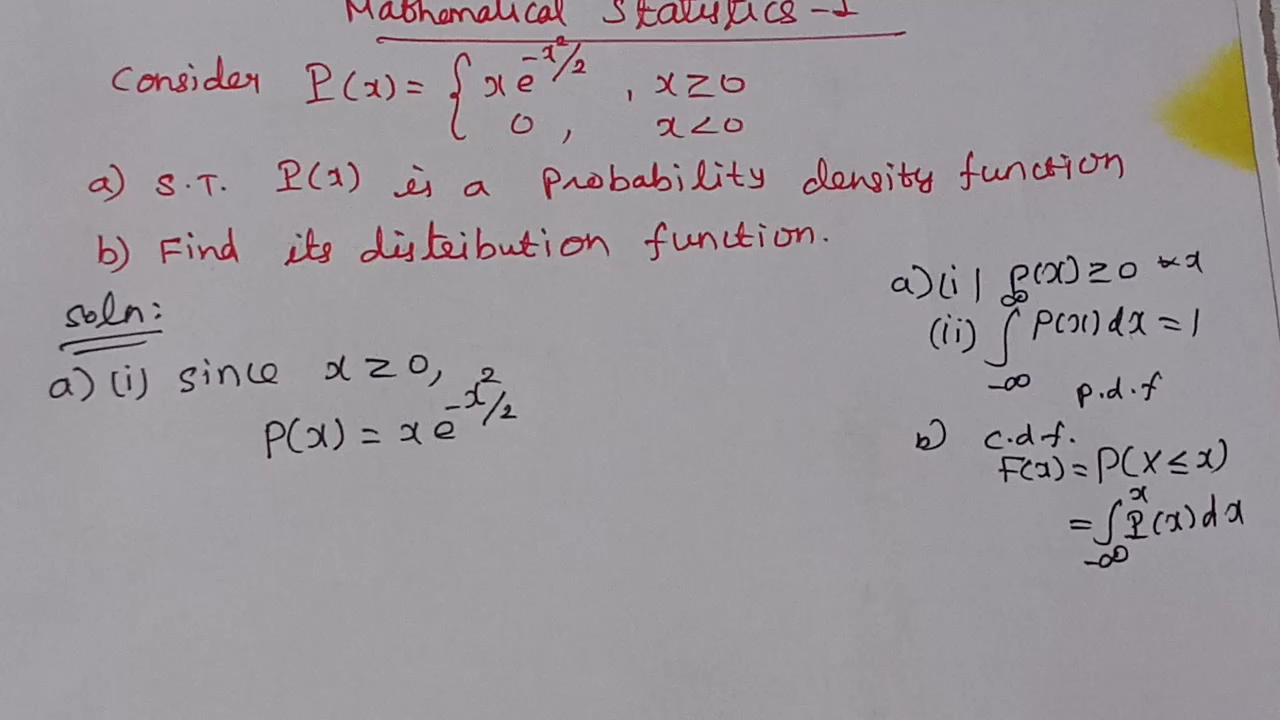 Mathematical Statistics -I
Consider P(x) = { x e^{-x²/2} , x ≥ 0
0 , x < 0
a) S.T. P(x) is a Probability density function
b) Find its disteibution function.
soln:
a) (i) since x ≥ 0,
P(x) = x e^{-x²/2}
a) (i) P(x) ≥ 0 ∀ x
(ii) ∫_{-∞}^{∞} P(x) dx = 1
p.d.f
b) c.d.f.
F(x) = P(X ≤ x)
= ∫_{-∞}^{x} P(x) dx